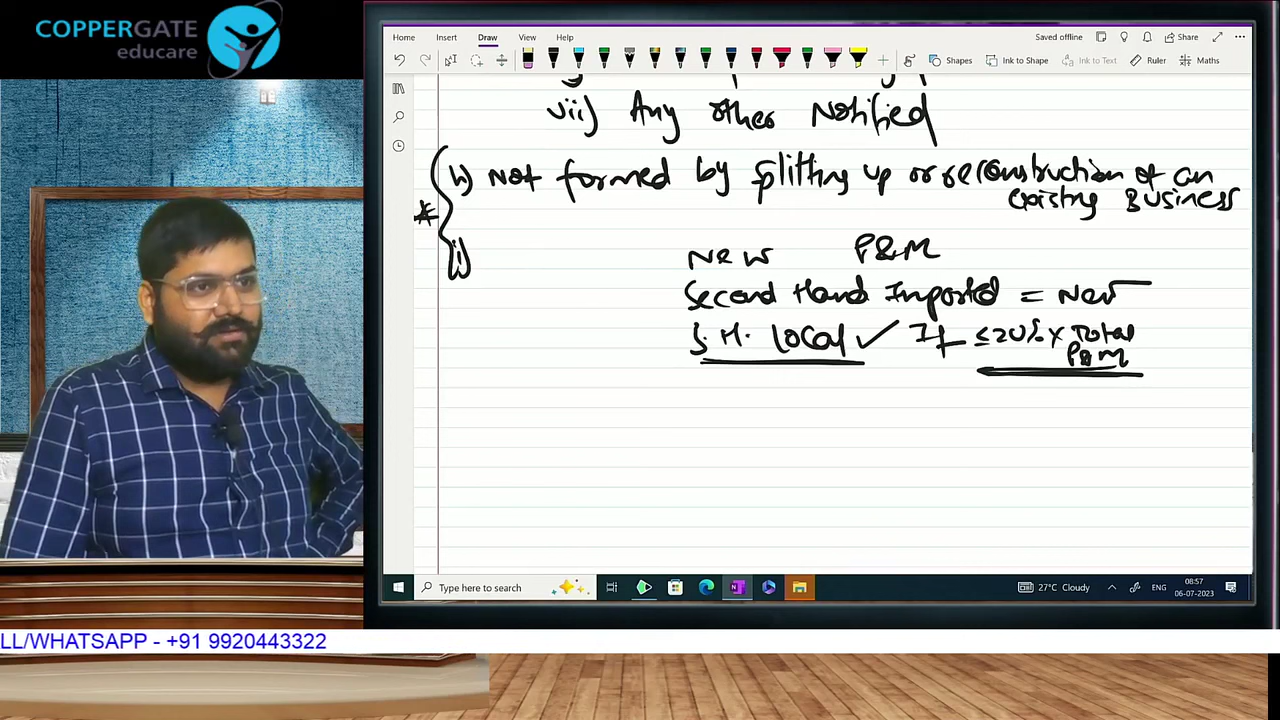 COPPERGATE
educare
Home Insert Draw View Help
Saved offline
Share
Shapes
Ink to Shape
Ink to Text
Ruler
Maths
vii) Any other Notified
h) Not formed by splitting up or reconstruction of an
existing Business
i)
New P&M
Second Hand Imported = New
S.H. Local ✓ If ≤20% x Total
P&M
Type here to search
27°C Cloudy
ENG
08:57
06-07-2023
LL/WHATSAPP - +91 9920443322